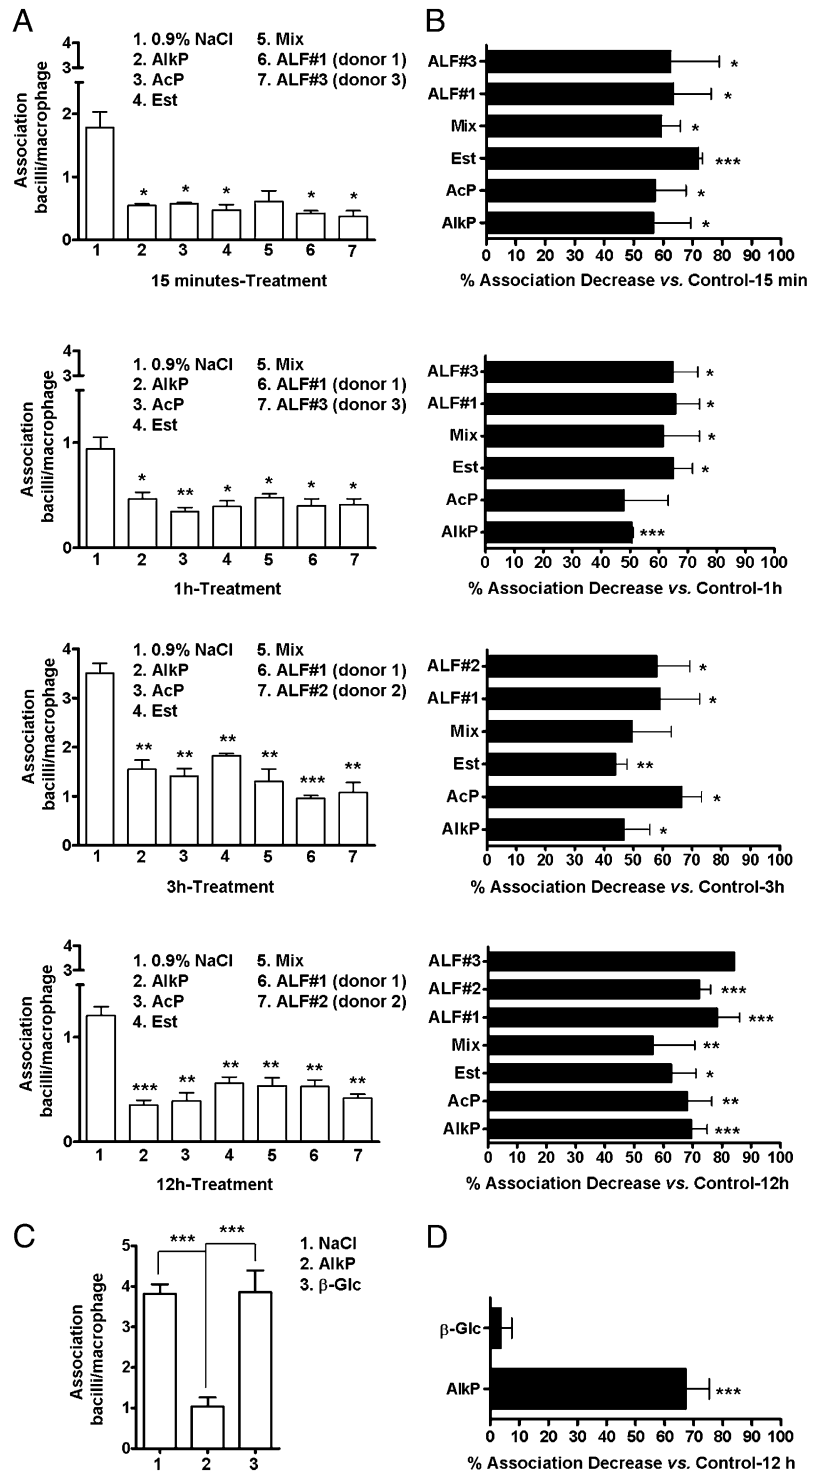 A
4
3
2
1
0
Association
bacilli/macrophage
1. 0.9% NaCl
2. AlkP
3. AcP
4. Est
5. Mix
6. ALF#1 (donor 1)
7. ALF#3 (donor 3)
* * * * *
1 2 3 4 5 6 7
15 minutes-Treatment
B
ALF#3 *
ALF#1 *
Mix *
Est ***
AcP *
AlkP *
0 10 20 30 40 50 60 70 80 90 100
% Association Decrease vs. Control-15 min
4
3
1
0
Association
bacilli/macrophage
1. 0.9% NaCl
2. AlkP
3. AcP
4. Est
5. Mix
6. ALF#1 (donor 1)
7. ALF#3 (donor 3)
* ** * * * *
1 2 3 4 5 6 7
1h-Treatment
ALF#3 *
ALF#1 *
Mix *
Est *
AcP
AlkP ***
0 10 20 30 40 50 60 70 80 90 100
% Association Decrease vs. Control-1h
4
3
2
1
0
Association
bacilli/macrophage
1. 0.9% NaCl
2. AlkP
3. AcP
4. Est
5. Mix
6. ALF#1 (donor 1)
7. ALF#2 (donor 2)
** ** ** ** *** **
1 2 3 4 5 6 7
3h-Treatment
ALF#2 *
ALF#1 *
Mix
Est **
AcP *
AlkP *
0 10 20 30 40 50 60 70 80 90 100
% Association Decrease vs. Control-3h
4
3
1
0
Association
bacilli/macrophage
1. 0.9% NaCl
2. AlkP
3. AcP
4. Est
5. Mix
6. ALF#1 (donor 1)
7. ALF#2 (donor 2)
*** ** ** ** ** **
1 2 3 4 5 6 7
12h-Treatment
ALF#3
ALF#2 ***
ALF#1 ***
Mix **
Est *
AcP **
AlkP ***
0 10 20 30 40 50 60 70 80 90 100
% Association Decrease vs. Control-12h
C
5
4
3
2
1
0
Association
bacilli/macrophage
*** ***
1. NaCl
2. AlkP
3. β-Glc
1 2 3
D
β-Glc
AlkP ***
0 10 20 30 40 50 60 70 80 90 100
% Association Decrease vs. Control-12 h